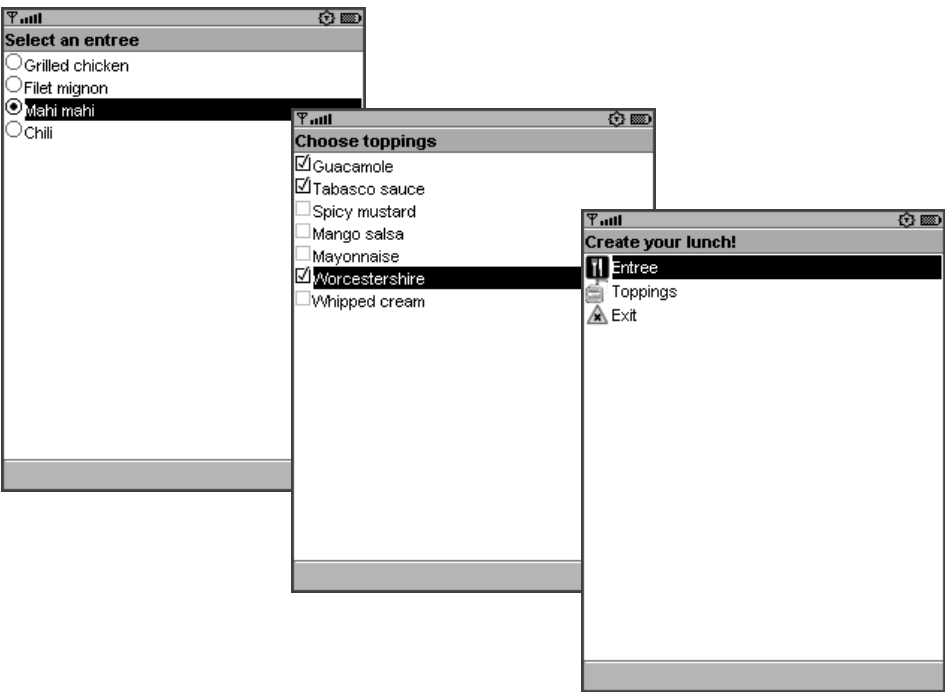 Select an entree
Grilled chicken
Filet mignon
Mahi mahi
Chili
Choose toppings
Guacamole
Tabasco sauce
Spicy mustard
Mango salsa
Mayonnaise
Worcestershire
Whipped cream
Create your lunch!
Entree
Toppings
Exit